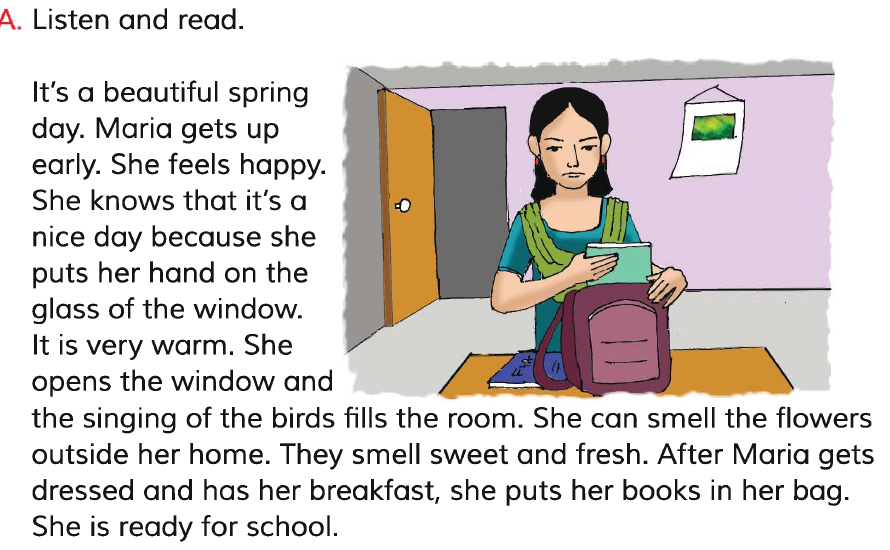 A. Listen and read.
It's a beautiful spring
day. Maria gets up
early. She feels happy.
She knows that it's a
nice day because she
puts her hand on the
glass of the window.
It is very warm. She
opens the window and
the singing of the birds fills the room. She can smell the flowers
outside her home. They smell sweet and fresh. After Maria gets
dressed and has her breakfast, she puts her books in her bag.
She is ready for school.